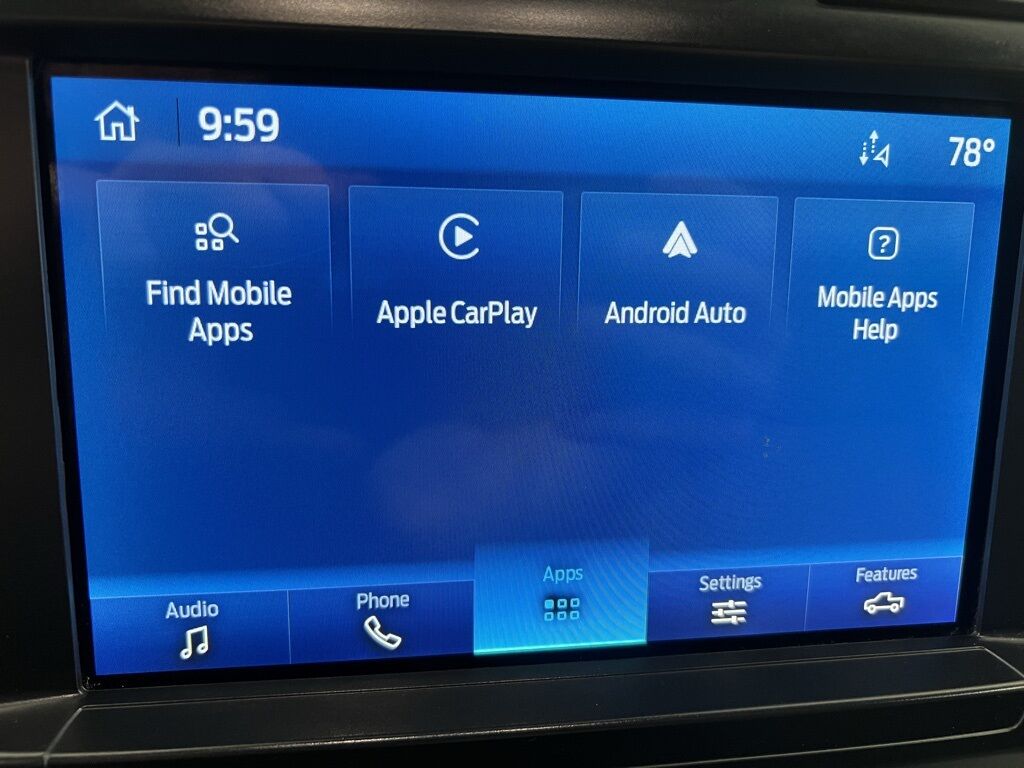 9:59
78°
Find Mobile
Apps
Apple CarPlay
Android Auto
Mobile Apps
Help
Audio
Phone
Apps
Settings
Features